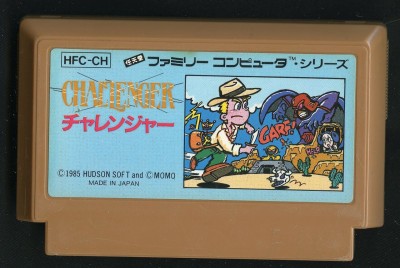 HFC-CH
任天堂 ファミリー コンピュータ™・シリーズ
CHALLENGER
チャレンジャー
GARF!
©1985 HUDSON SOFT and ©MOMO
MADE IN JAPAN